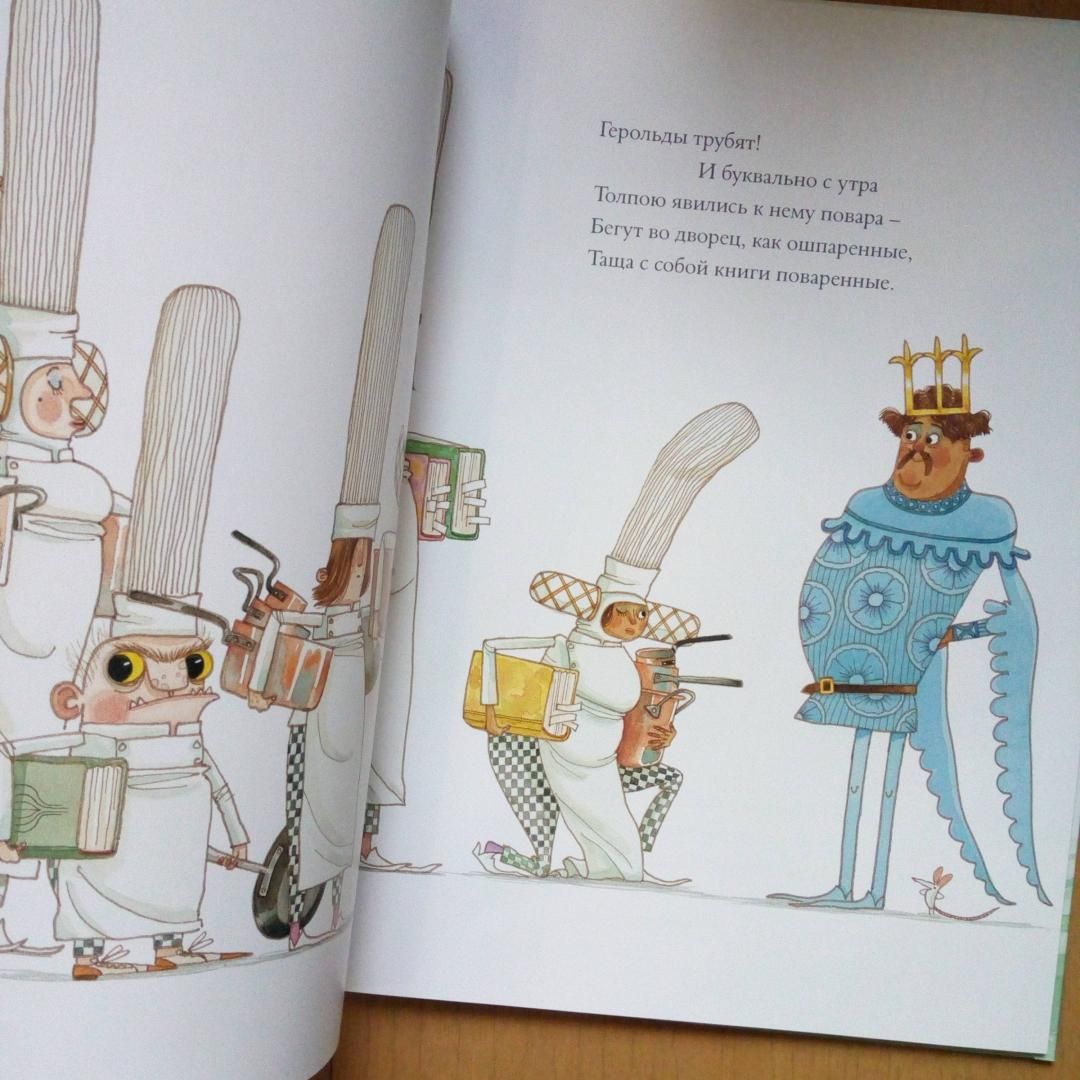 Герольды трубят!
И буквально с утра
Толпою явились к нему повара –
Бегут во дворец, как ошпаренные,
Таща с собой книги поваренные.